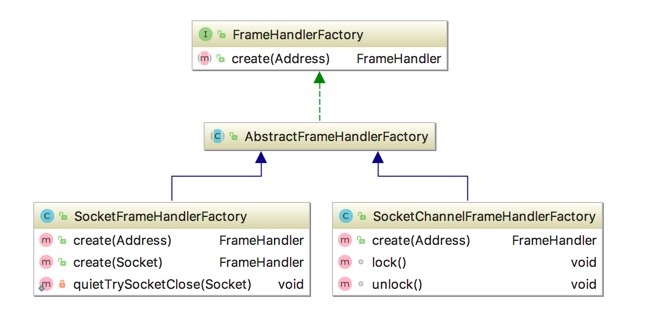 I FrameHandlerFactory
m create(Address) FrameHandler
C AbstractFrameHandlerFactory
C SocketFrameHandlerFactory
m create(Address) FrameHandler
m create(Socket) FrameHandler
m quietTrySocketClose(Socket) void
C SocketChannelFrameHandlerFactory
m create(Address) FrameHandler
m lock() void
m unlock() void